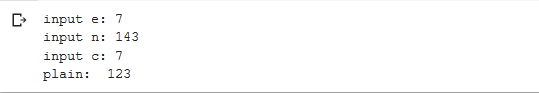 input e: 7
input n: 143
input c: 7
plain:  123